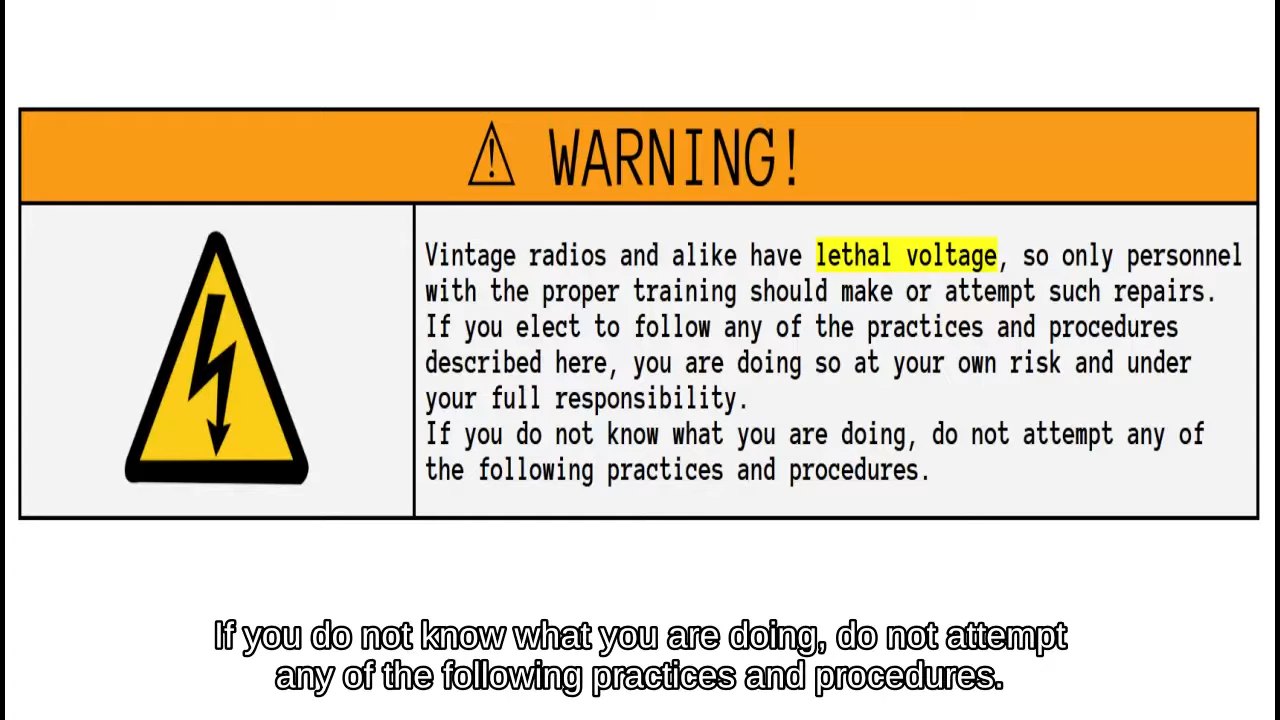 ⚠ WARNING!
Vintage radios and alike have lethal voltage, so only personnel
with the proper training should make or attempt such repairs.
If you elect to follow any of the practices and procedures
described here, you are doing so at your own risk and under
your full responsibility.
If you do not know what you are doing, do not attempt any of
the following practices and procedures.
If you do not know what you are doing, do not attempt
any of the following practices and procedures.